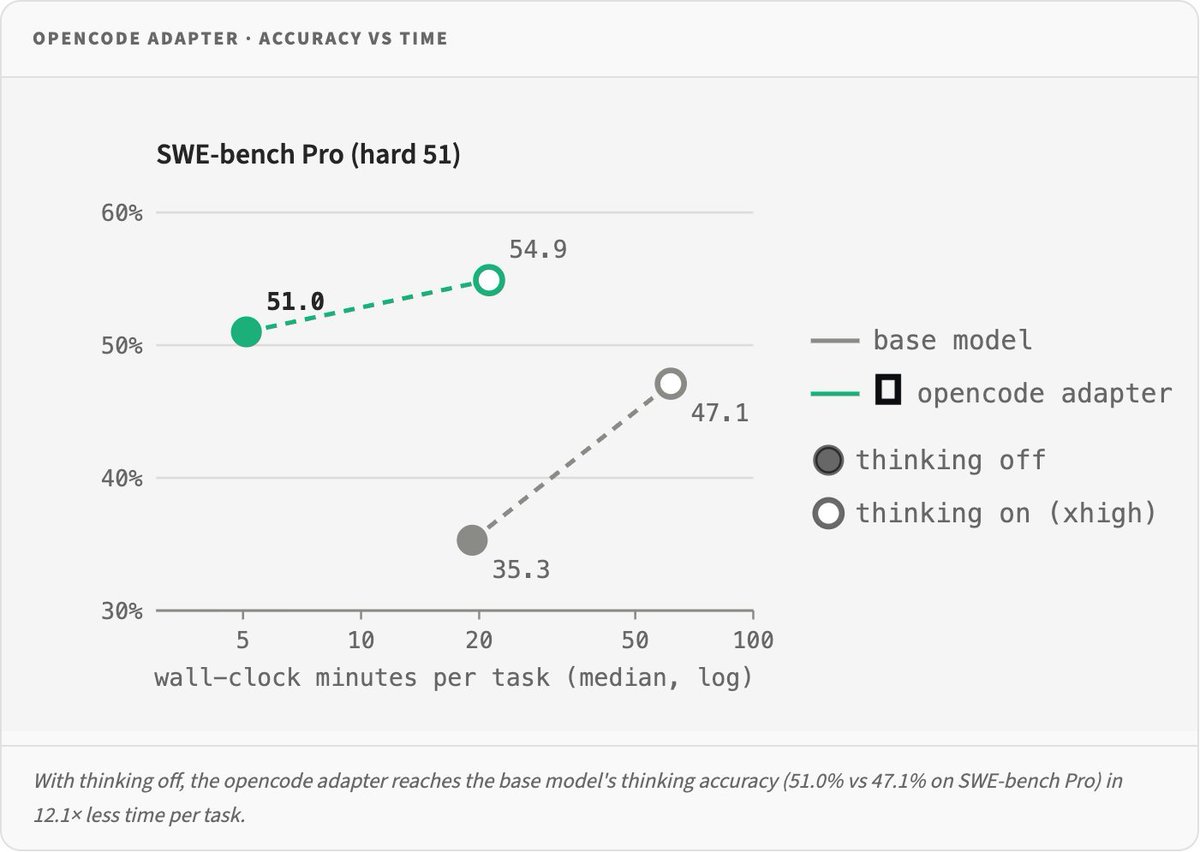 OPENCODE ADAPTER · ACCURACY VS TIME
SWE-bench Pro (hard 51)
60%
54.9
51.0
50%
47.1
40%
35.3
30%
5 10 20 50 100
wall-clock minutes per task (median, log)
base model
opencode adapter
thinking off
thinking on (xhigh)
With thinking off, the opencode adapter reaches the base model's thinking accuracy (51.0% vs 47.1% on SWE-bench Pro) in
12.1× less time per task.